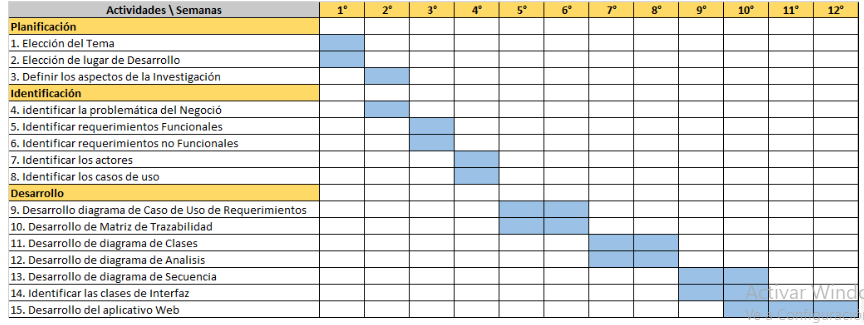 Actividades \ Semanas 1° 2° 3° 4° 5° 6° 7° 8° 9° 10° 11° 12°
Planificación
1. Elección del Tema
2. Elección de lugar de Desarrollo
3. Definir los aspectos de la Investigación
Identificación
4. identificar la problemática del Negoció
5. Identificar requerimientos Funcionales
6. Identificar requerimientos no Funcionales
7. Identificar los actores
8. Identificar los casos de uso
Desarrollo
9. Desarrollo diagrama de Caso de Uso de Requerimientos
10. Desarrollo de Matriz de Trazabilidad
11. Desarrollo de diagrama de Clases
12. Desarrollo de diagrama de Analisis
13. Desarrollo de diagrama de Secuencia
14. Identificar las clases de Interfaz
Activar Windo
15. Desarrollo del aplicativo Web
Ve a Configuración